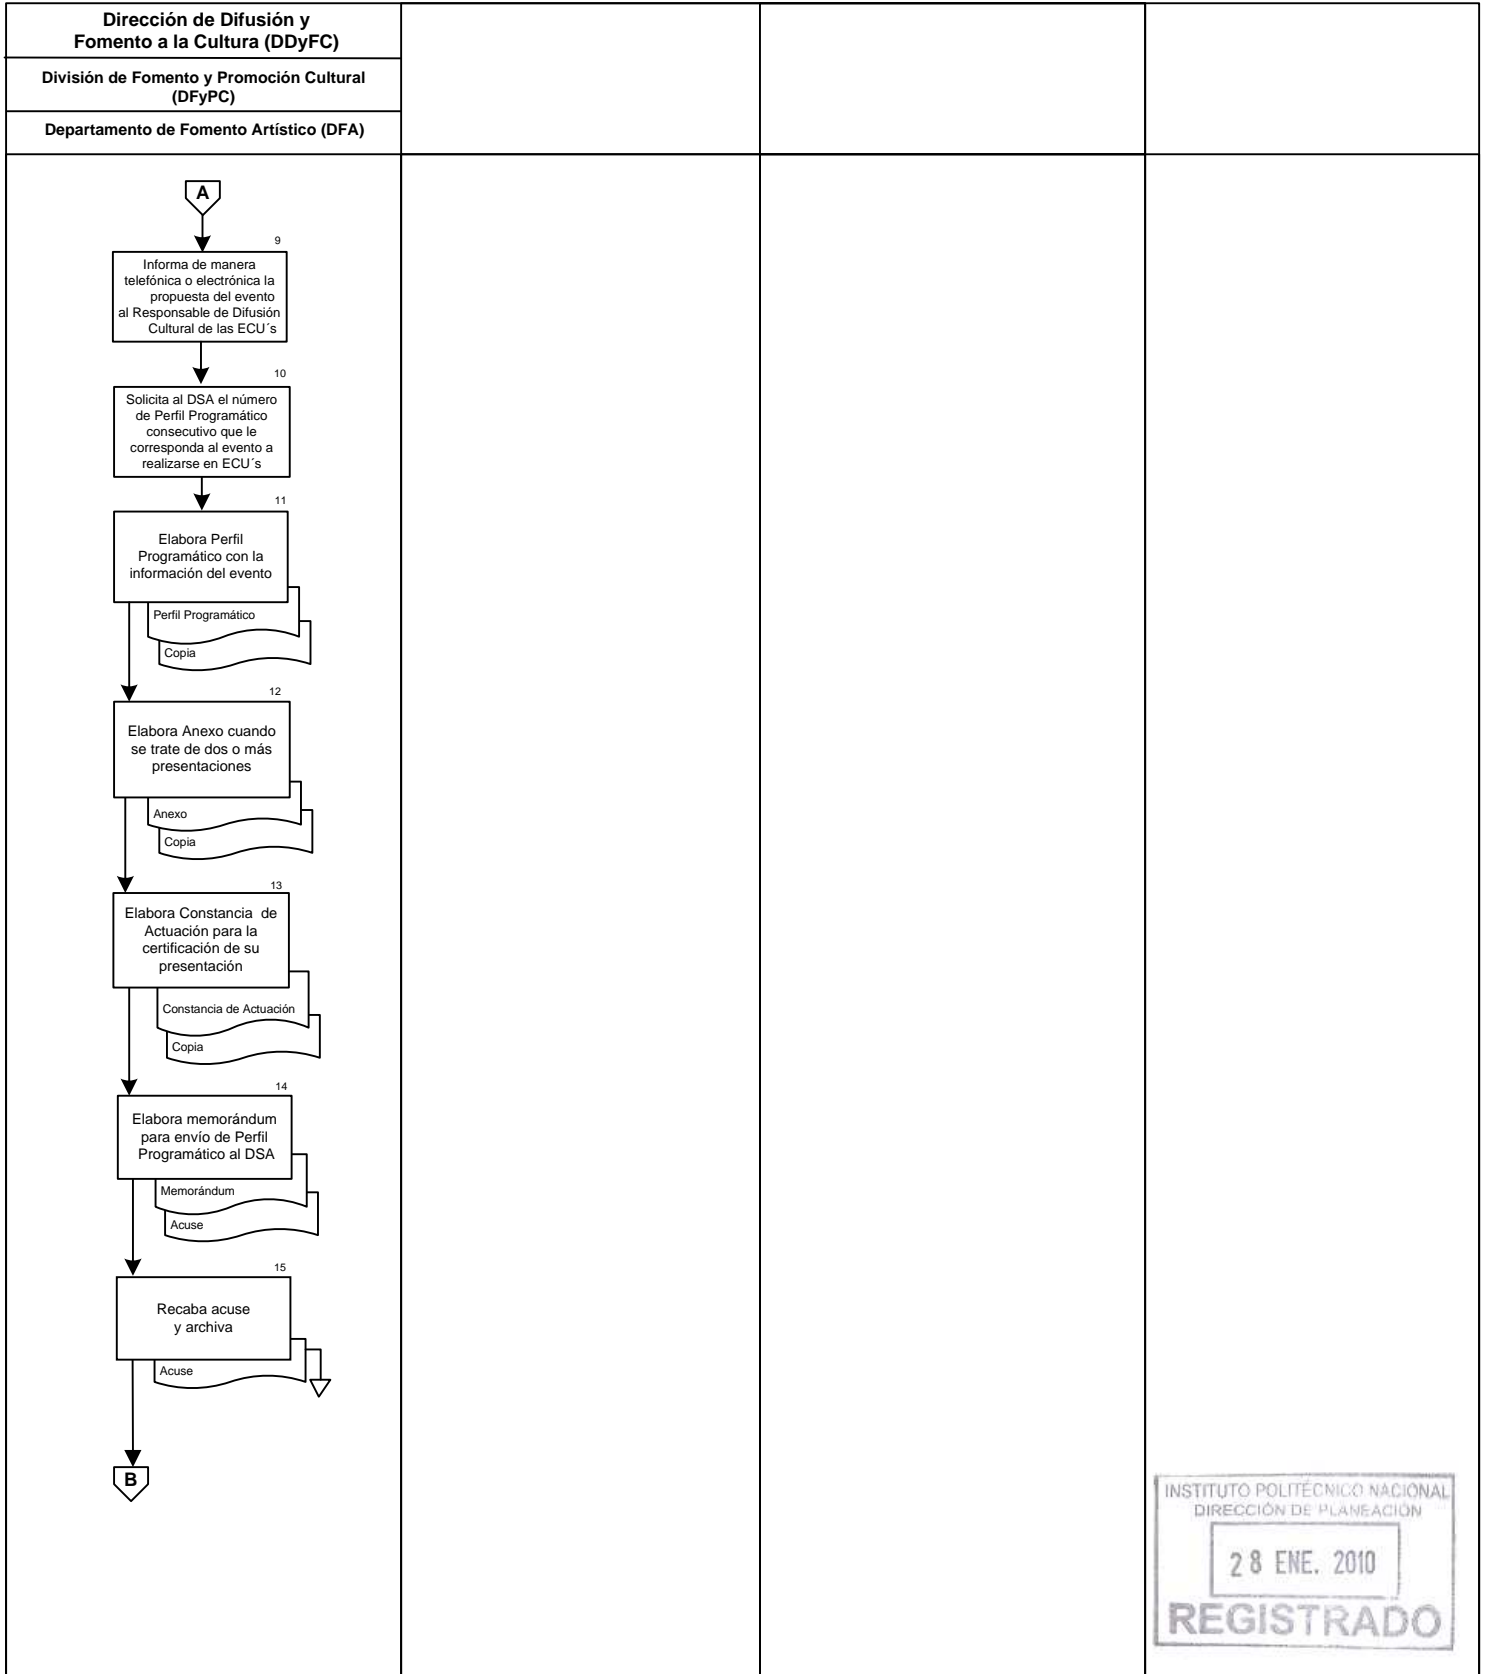 Dirección de Difusión y
Fomento a la Cultura (DDyFC)
División de Fomento y Promoción Cultural
(DFyPC)
Departamento de Fomento Artístico (DFA)
A
9
Informa de manera
telefónica o electrónica la
propuesta del evento
al Responsable de Difusión
Cultural de las ECU´s
10
Solicita al DSA el número
de Perfil Programático
consecutivo que le
corresponda al evento a
realizarse en ECU´s
11
Elabora Perfil
Programático con la
información del evento
Perfil Programático
Copia
12
Elabora Anexo cuando
se trate de dos o más
presentaciones
Anexo
Copia
13
Elabora Constancia de
Actuación para la
certificación de su
presentación
Constancia de Actuación
Copia
14
Elabora memorándum
para envío de Perfil
Programático al DSA
Memorándum
Acuse
15
Recaba acuse
y archiva
Acuse
B
INSTITUTO POLITÉCNICO NACIONAL
DIRECCIÓN DE PLANEACIÓN
28 ENE. 2010
REGISTRADO